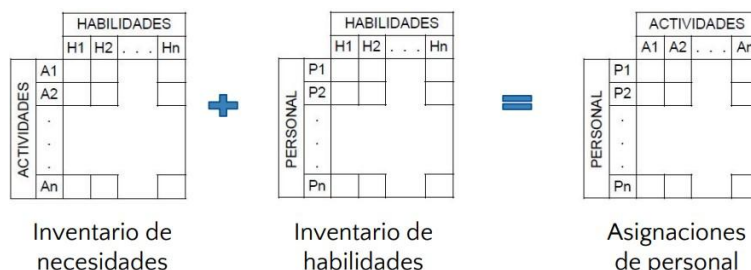 HABILIDADES
H1 H2 . . . Hn
ACTIVIDADES
A1
A2
.
.
.
An
Inventario de
necesidades
HABILIDADES
H1 H2 . . . Hn
PERSONAL
P1
P2
.
.
.
Pn
Inventario de
habilidades
ACTIVIDADES
A1 A2 . . . An
PERSONAL
P1
P2
.
.
.
Pn
Asignaciones
de personal